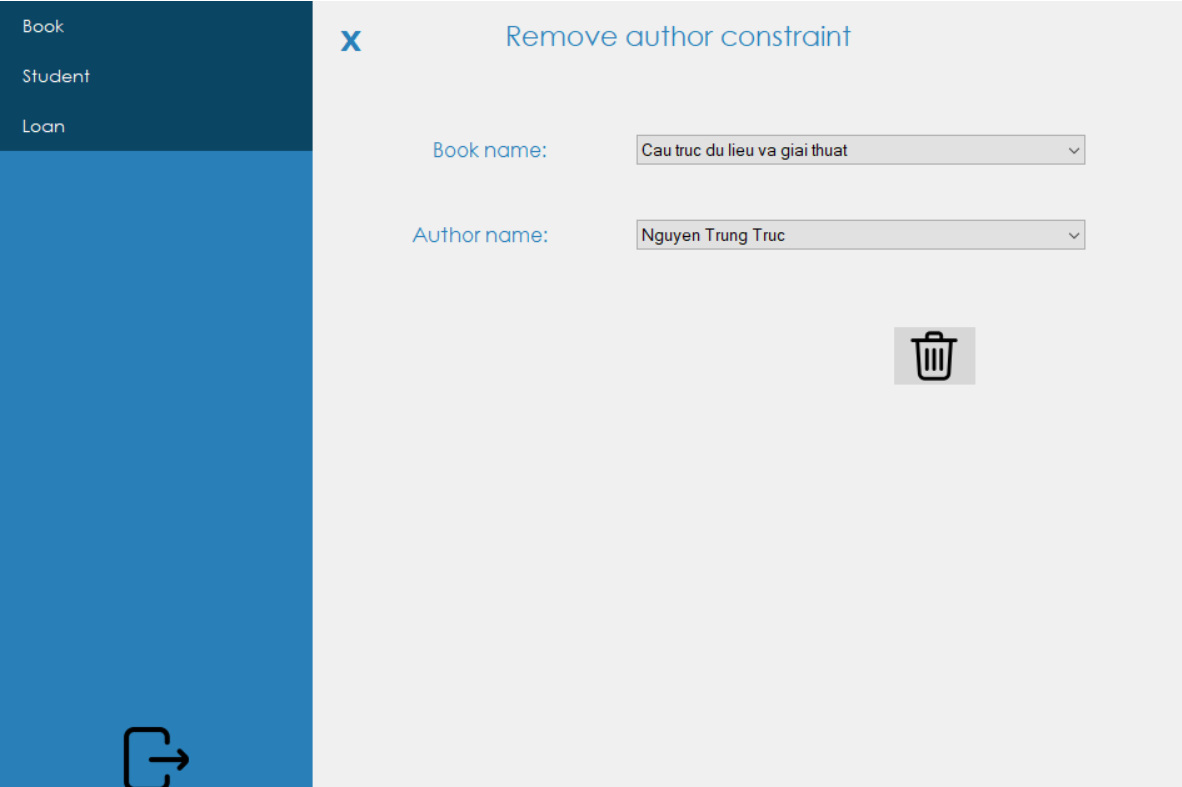 Book
Student
Loan
X
Remove author constraint
Book name:
Cau truc du lieu va giai thuat
Author name:
Nguyen Trung Truc